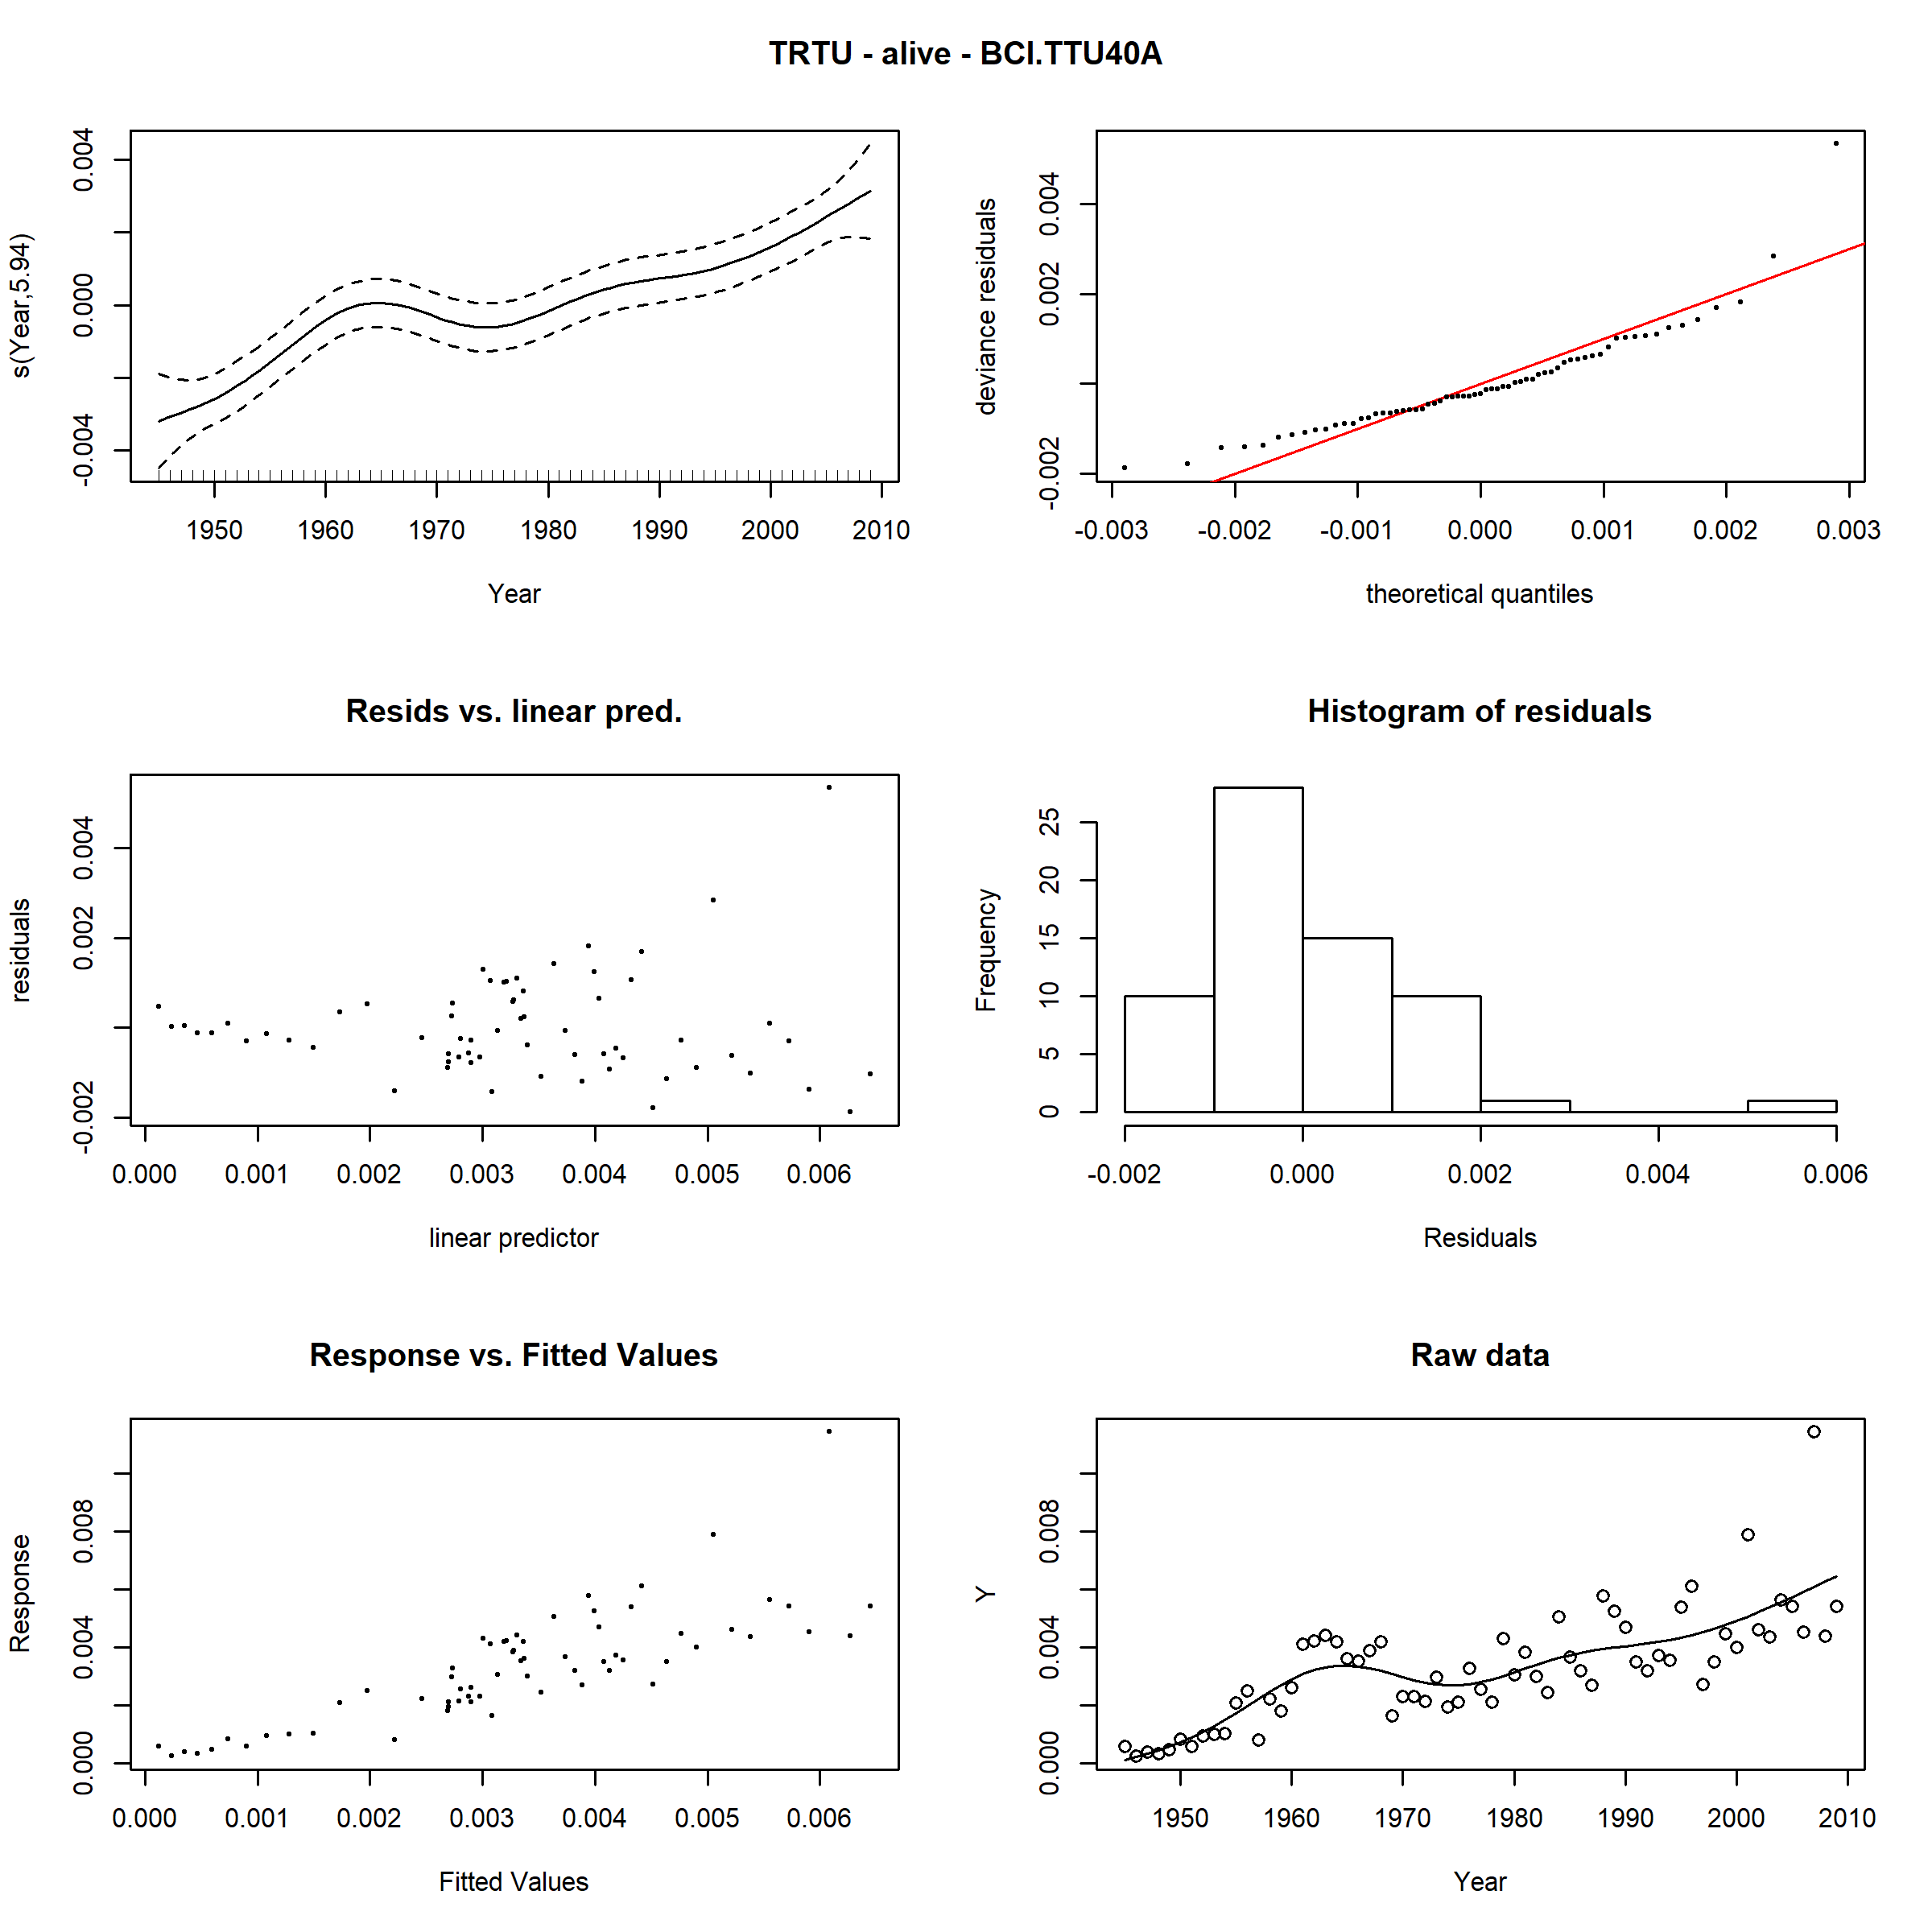 TRTU - alive - BCI.TTU40A
s(Year,5.94)
0.004
0.000
-0.004
1950 1960 1970 1980 1990 2000 2010
Year
deviance residuals
0.004
0.002
-0.002
-0.003 -0.002 -0.001 0.000 0.001 0.002 0.003
theoretical quantiles
Resids vs. linear pred.
residuals
0.004
0.002
-0.002
0.000 0.001 0.002 0.003 0.004 0.005 0.006
linear predictor
Histogram of residuals
Frequency
25
20
15
10
5
0
-0.002 0.000 0.002 0.004 0.006
Residuals
Response vs. Fitted Values
Response
0.008
0.004
0.000
0.000 0.001 0.002 0.003 0.004 0.005 0.006
Fitted Values
Raw data
Y
0.008
0.004
0.000
1950 1960 1970 1980 1990 2000 2010
Year